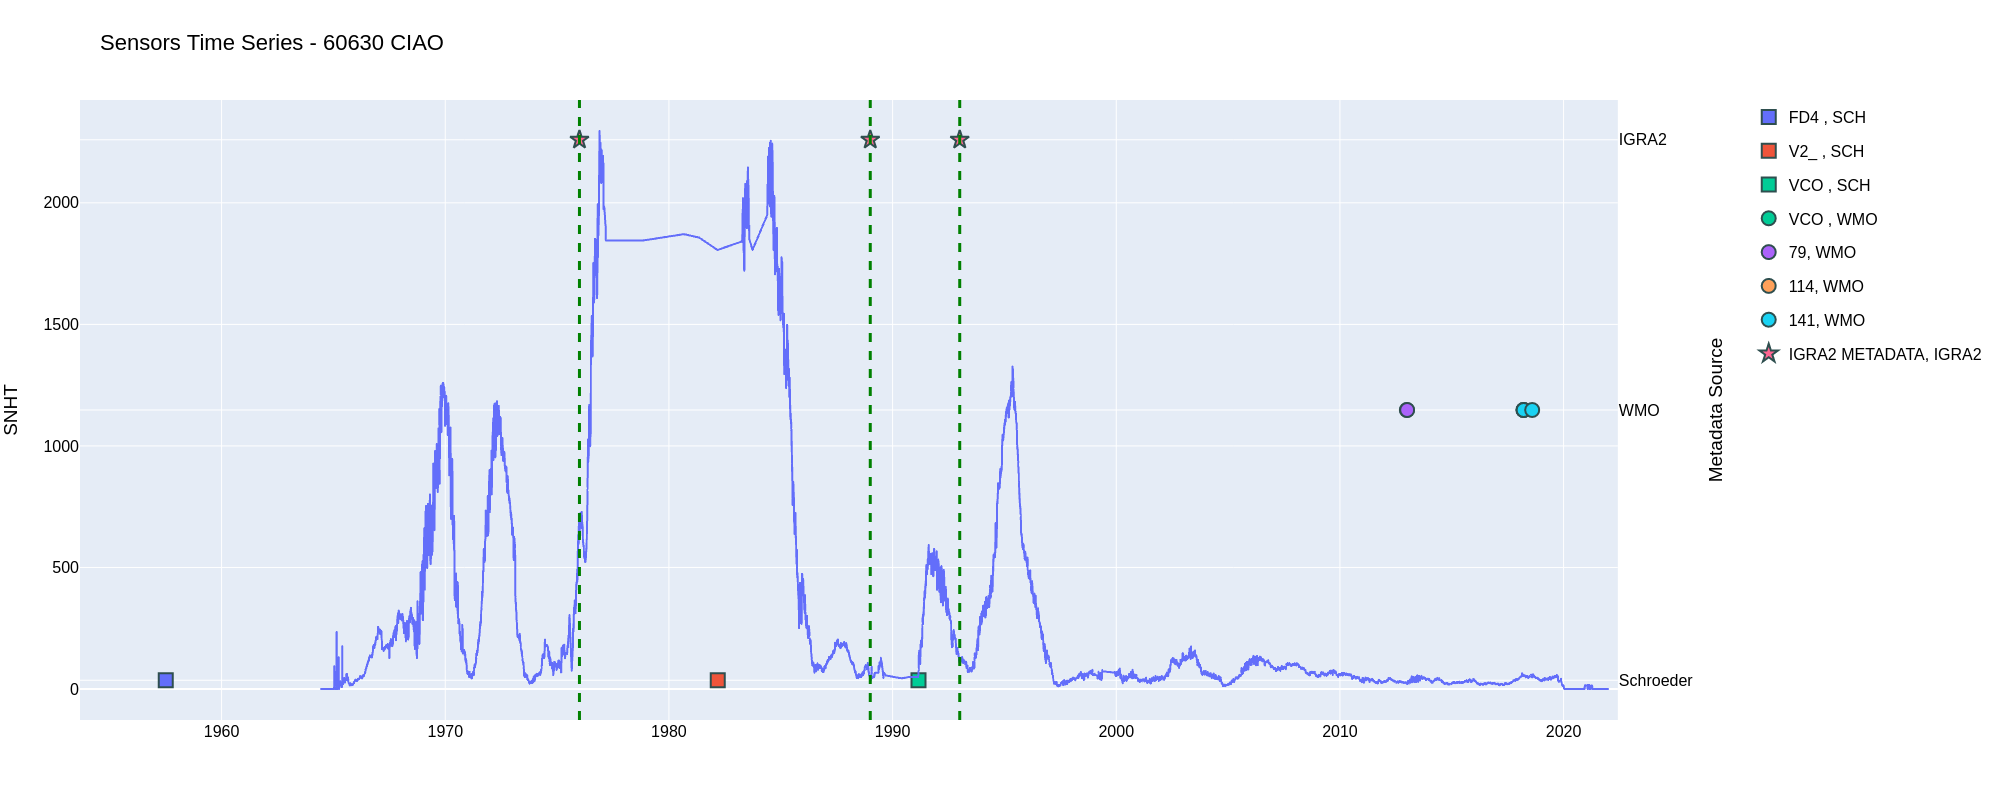 Sensors Time Series - 60630 CIAO
SNHT
2000
1500
1000
500
0
1960
1970
1980
1990
2000
2010
2020
IGRA2
WMO
Schroeder
Metadata Source
FD4 , SCH
V2_ , SCH
VCO , SCH
VCO , WMO
79, WMO
114, WMO
141, WMO
IGRA2 METADATA, IGRA2